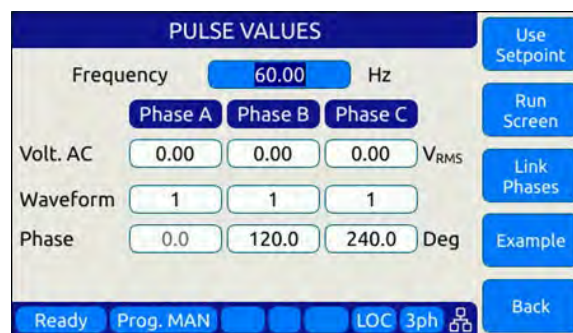 PULSE VALUES
Frequency 60.00 Hz
Phase A Phase B Phase C
Volt. AC 0.00 0.00 0.00 VRMS
Waveform 1 1 1
Phase 0.0 120.0 240.0 Deg
Ready Prog. MAN LOC 3ph
Use
Setpoint
Run
Screen
Link
Phases
Example
Back